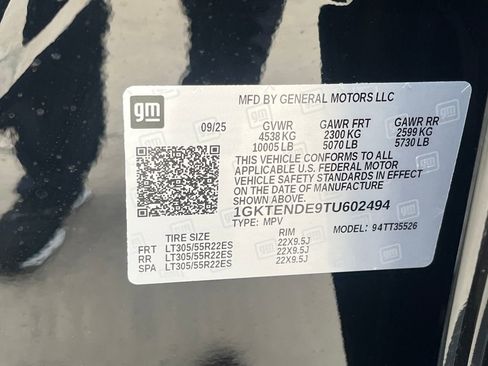 gm
MFD BY GENERAL MOTORS LLC
09/25 GVWR GAWR FRT GAWR RR
4538 KG 2300 KG 2599 KG
10005 LB 5070 LB 5730 LB
THIS VEHICLE CONFORMS TO ALL
APPLICABLE U.S. FEDERAL MOTOR
VEHICLE SAFETY STANDARDS IN EFFECT
ON THE DATE OF MANUFACTURE
SHOWN ABOVE.
1GKTENDE9TU602494
TYPE: MPV MODEL: 94TT35526
TIRE SIZE RIM
FRT LT305/55R22ES 22X9.5J
RR LT305/55R22ES 22X9.5J
SPA LT305/55R22ES 22X9.5J